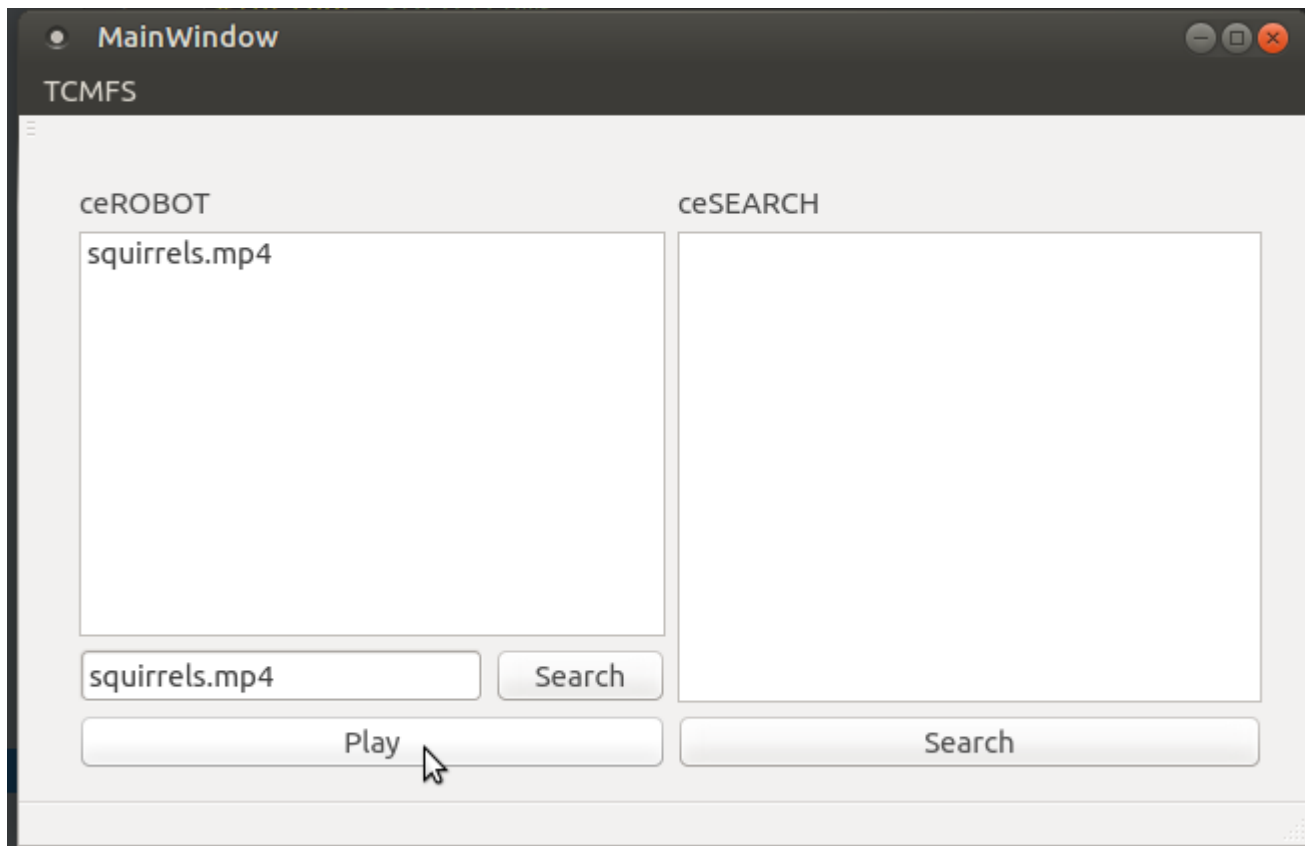 MainWindow
TCMFS
ceROBOT
squirrels.mp4
squirrels.mp4
Search
Play
ceSEARCH
Search